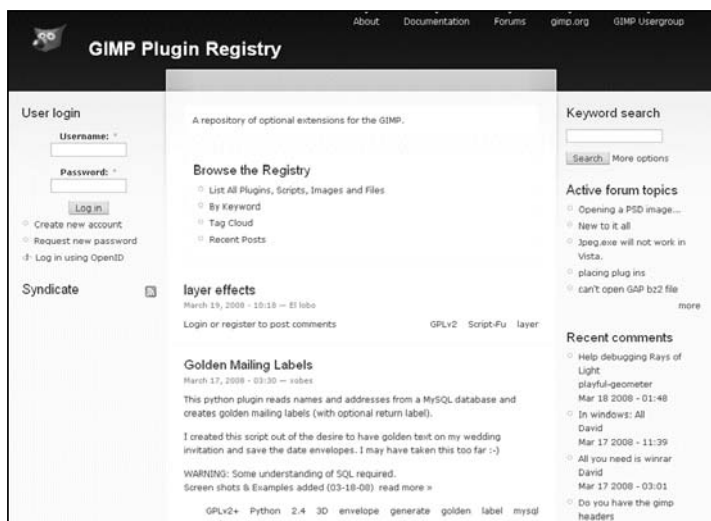 About Documentation Forums gimp.org GIMP Usergroup
GIMP Plugin Registry
User login
Username: *
Password: *
Log in
Create new account
Request new password
Log in using OpenID
Syndicate
A repository of optional extensions for the GIMP.
Browse the Registry
List All Plugins, Scripts, Images and Files
By Keyword
Tag Cloud
Recent Posts
layer effects
March 19, 2008 - 10:18 — El lobo
Login or register to post comments
GPLv2 Script-Fu layer
Golden Mailing Labels
March 17, 2008 - 03:30 — sobes
This python plugin reads names and addresses from a MySQL database and
creates golden mailing labels (with optional return label).
I created this script out of the desire to have golden text on my wedding
invitation and save the date envelopes. I may have taken this too far :-)
WARNING: Some understanding of SQL required.
Screen shots & Examples added (03-18-08) read more »
GPLv2+ Python 2.4 3D envelope generate golden label mysql
Keyword search
Search More options
Active forum topics
Opening a PSD image...
New to it all
Jpeg.exe will not work in
Vista.
placing plug ins
can't open GAP bz2 file
more
Recent comments
Help debugging Rays of
Light
playful-geometer
Mar 18 2008 - 01:48
In windows: All
David
Mar 17 2008 - 11:39
All you need is winrar
David
Mar 17 2008 - 03:01
Do you have the gimp
headers